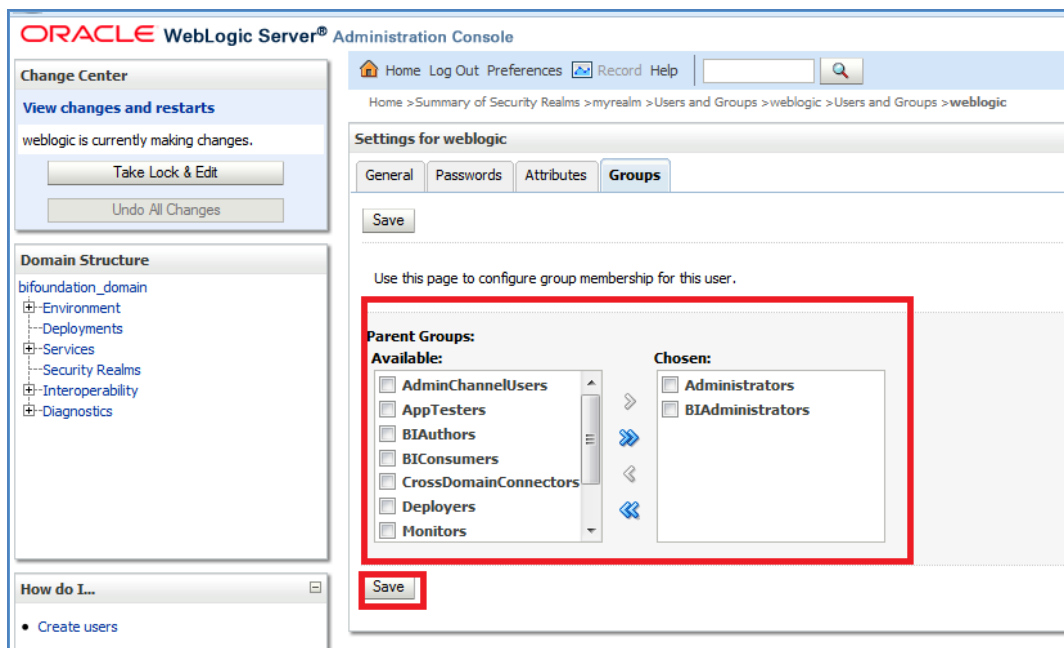 ORACLE WebLogic Server® Administration Console
Change Center
View changes and restarts
weblogic is currently making changes.
Take Lock & Edit
Undo All Changes
Domain Structure
bifoundation_domain
Environment
Deployments
Services
Security Realms
Interoperability
Diagnostics
How do I...
Create users
Home Log Out Preferences Record Help
Home >Summary of Security Realms >myrealm >Users and Groups >weblogic >Users and Groups >weblogic
Settings for weblogic
General Passwords Attributes Groups
Save
Use this page to configure group membership for this user.
Parent Groups:
Available:
AdminChannelUsers
AppTesters
BIAuthors
BIConsumers
CrossDomainConnectors
Deployers
Monitors
Chosen:
Administrators
BIAdministrators
Save